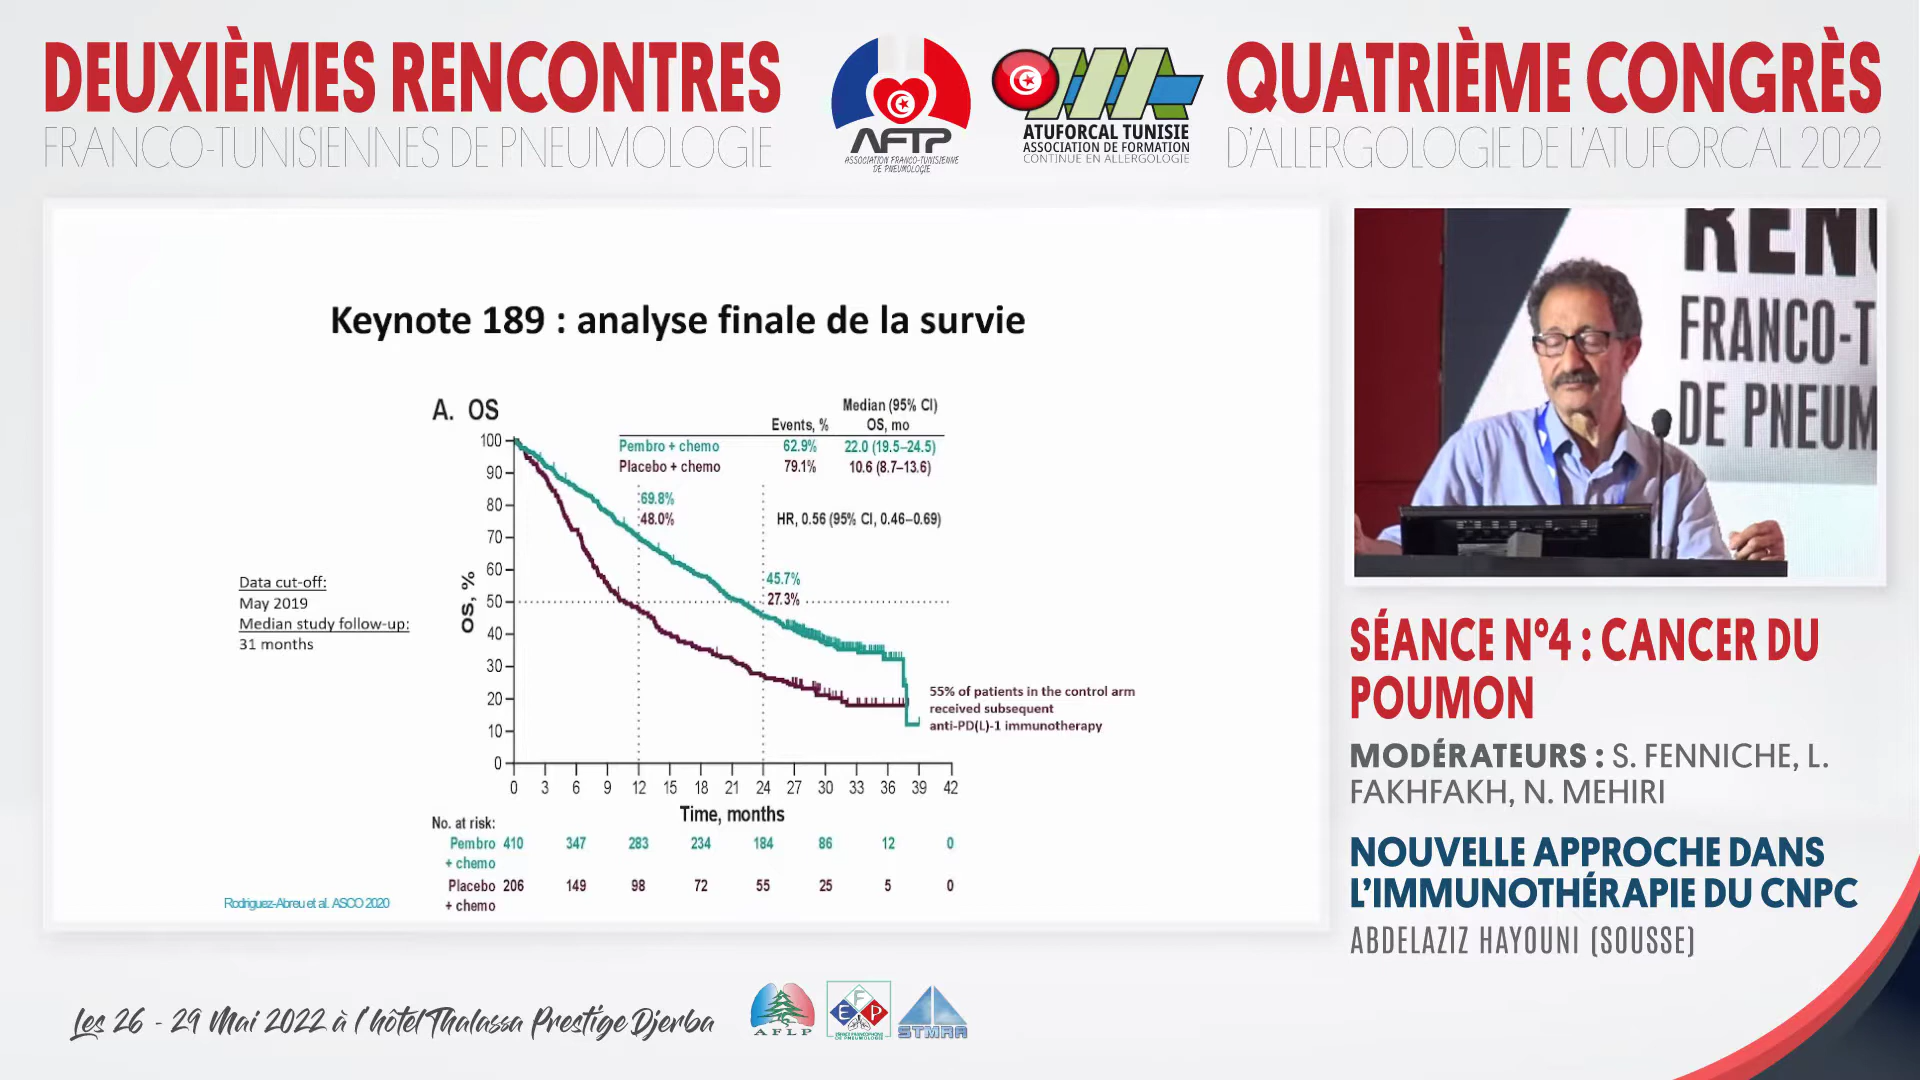 DEUXIÈMES RENCONTRES
FRANCO-TUNISIENNES DE PNEUMOLOGIE
AFTP
ASSOCIATION FRANCO-TUNISIENNE
DE PNEUMOLOGIE
ATUFORCAL TUNISIE
ASSOCIATION DE FORMATION
CONTINUE EN ALLERGOLOGIE
QUATRIÈME CONGRÈS
D'ALLERGOLOGIE DE L'ATUFORCAL 2022
Keynote 189 : analyse finale de la survie
A. OS
Events, %
Median (95% CI)
OS, mo
Pembro + chemo 62.9% 22.0 (19.5–24.5)
Placebo + chemo 79.1% 10.6 (8.7–13.6)
69.8%
48.0%
HR, 0.56 (95% CI, 0.46–0.69)
45.7%
27.3%
OS, %
100
90
80
70
60
50
40
30
20
10
0
0 3 6 9 12 15 18 21 24 27 30 33 36 39 42
Time, months
Data cut-off:
May 2019
Median study follow-up:
31 months
55% of patients in the control arm
received subsequent
anti-PD(L)-1 immunotherapy
No. at risk:
Pembro 410 347 283 234 184 86 12 0
+ chemo
Placebo 206 149 98 72 55 25 5 0
+ chemo
Rodriguez-Abreu et al. ASCO 2020
REN
FRANCO-T
DE PNEUM
SÉANCE N°4 : CANCER DU
POUMON
MODÉRATEURS : S. FENNICHE, L.
FAKHFAKH, N. MEHIRI
NOUVELLE APPROCHE DANS
L'IMMUNOTHÉRAPIE DU CNPC
ABDELAZIZ HAYOUNI (SOUSSE)
Les 26 - 29 Mai 2022 à l'hôtel Thalassa Prestige Djerba
AFLP
EFP
ESPACE FRANCOPHONE
DE PNEUMOLOGIE
STMRA